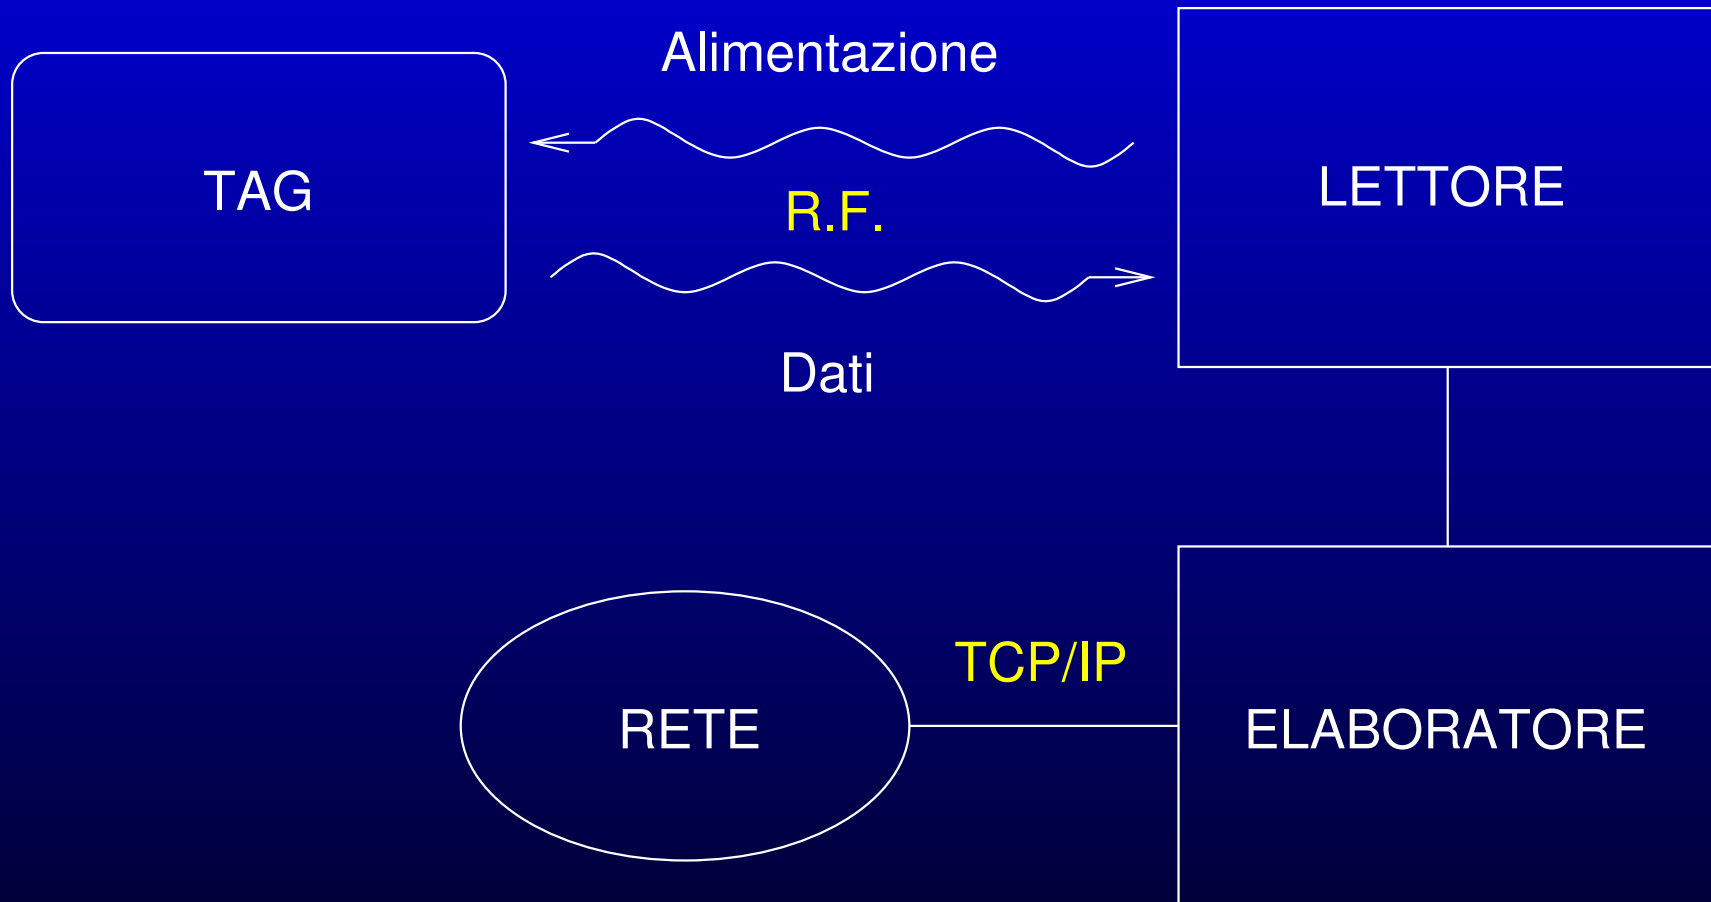 Alimentazione
TAG
R.F.
LETTORE
Dati
TCP/IP
RETE
ELABORATORE